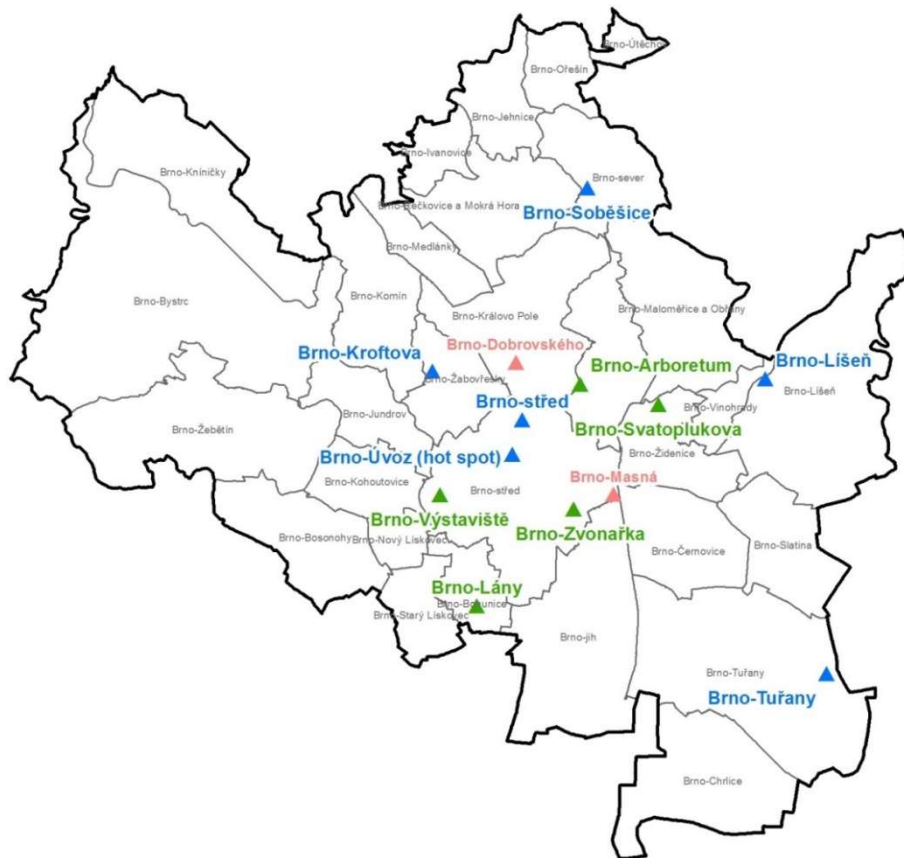 Brno-Útěchov
Brno-Ořešín
Brno-Jehnice
Brno-Ivanovice
Brno-Kníničky
Brno-sever
Brno-Řečkovice a Mokrá Hora
Brno-Soběšice
Brno-Medlánky
Brno-Komín
Brno-Bystrc
Brno-Královo Pole
Brno-Maloměřice a Obřany
Brno-Dobrovského
Brno-Kroftova
Brno-Arboretum
Brno-Líšeň
Brno-Žabovřesky
Brno-Líšeň
Brno-střed
Brno-Vinohrady
Brno-Jundrov
Brno-Svatoplukova
Brno-Žebětín
Brno-Židenice
Brno-Úvoz (hot spot)
Brno-Masná
Brno-Kohoutovice
Brno-střed
Brno-Výstaviště
Brno-Zvonařka
Brno-Bosonohy
Brno-Nový Lískovec
Brno-Černovice
Brno-Slatina
Brno-Lány
Brno-Bohunice
Brno-Starý Lískovec
Brno-jih
Brno-Tuřany
Brno-Tuřany
Brno-Chrlice